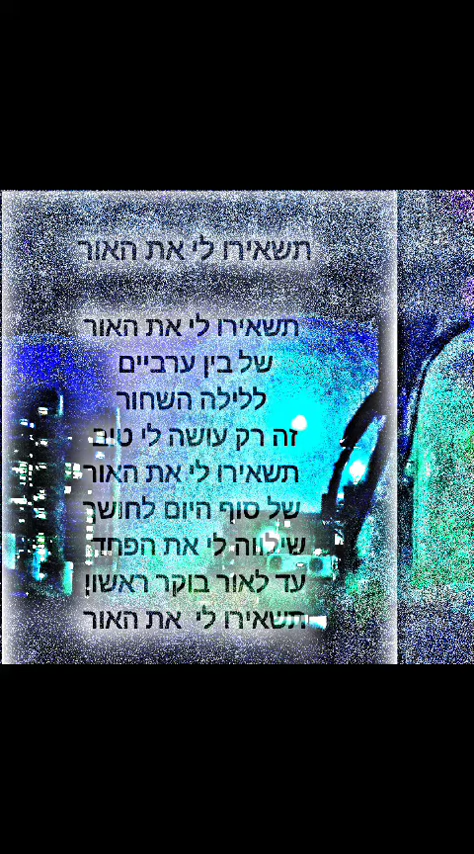 תשאירו לי את האור
תשאירו לי את האור
של בין ערביים
ללילה השחור
זה רק עושה לי טיב
תשאירו לי את האור
של סוף היום לחושך
שילווה לי את הפחד
עד לאור בוקר ראשון
תשאירו לי את האור